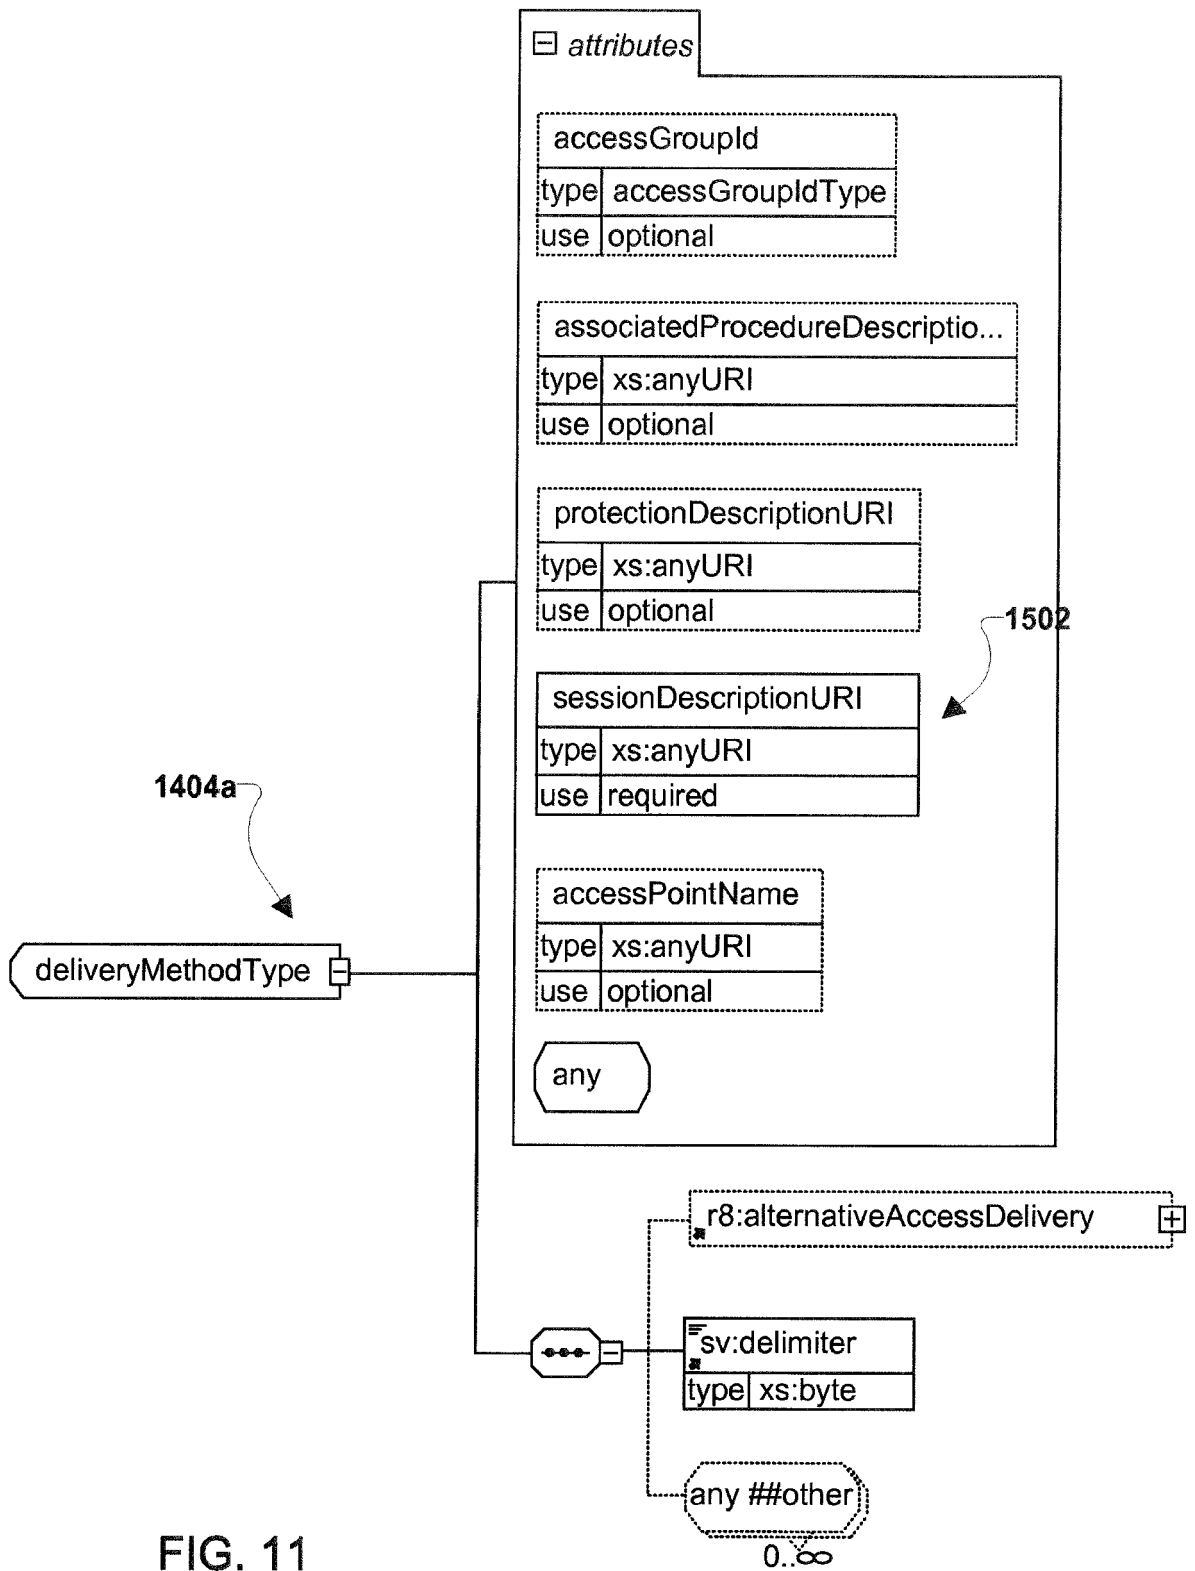 attributes
accessGroupId
type accessGroupIdType
use optional
associatedProcedureDescriptio...
type xs:anyURI
use optional
protectionDescriptionURI
type xs:anyURI
use optional
1502
sessionDescriptionURI
type xs:anyURI
use required
1404a
accessPointName
type xs:anyURI
use optional
deliveryMethodType
any
r8:alternativeAccessDelivery
sv:delimiter
type xs:byte
any ##other
0..∞
FIG. 11